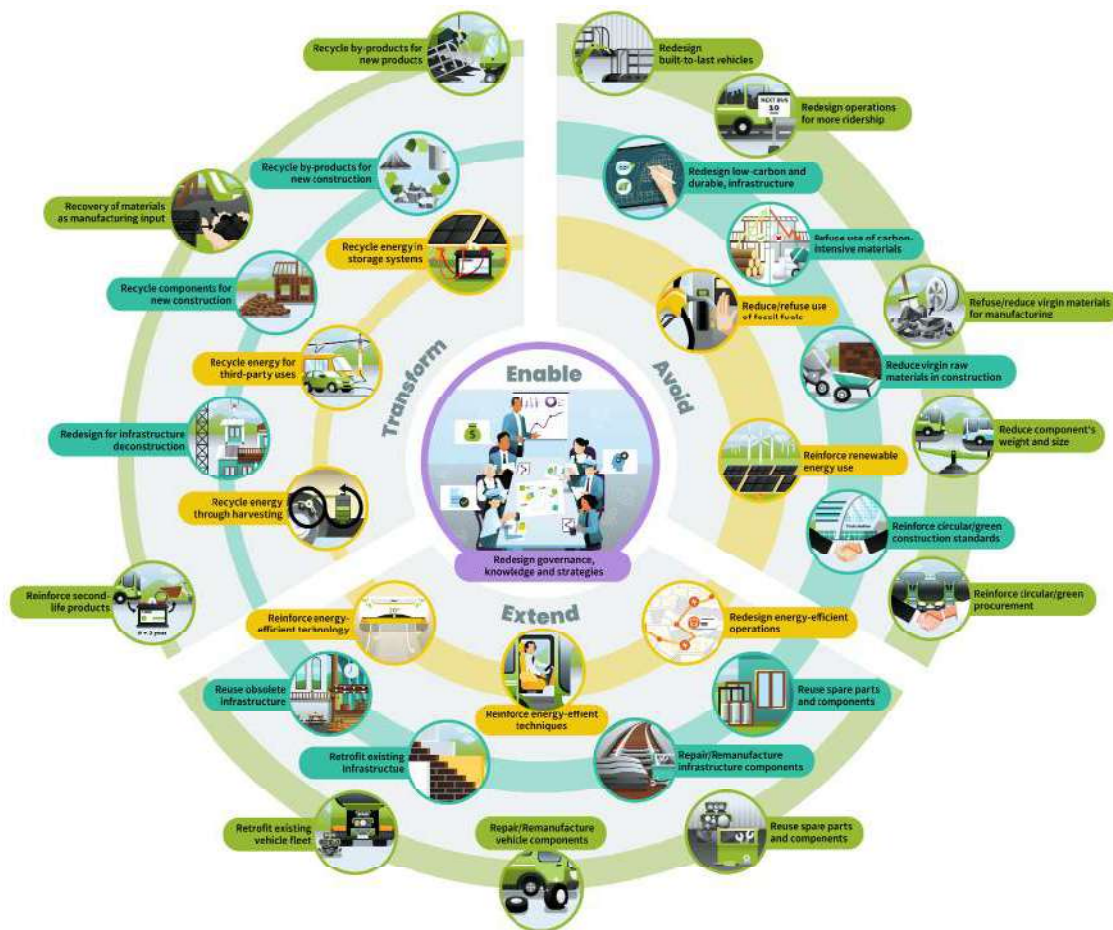 Recycle by-products for
new products
Redesign
built-to-last vehicles
NEXT BUS
10
Redesign operations
for more ridership
Recycle by-products for
new construction
Redesign low-carbon and
durable, infrastructure
Recovery of materials
as manufacturing input
Recycle energy in
storage systems
Refuse use of carbon-
intensive materials
Recycle components for
new construction
Reduce/refuse use
of fossil fuels
Refuse/reduce virgin materials
for manufacturing
Recycle energy for
third-party uses
Transform
Enable
Avoid
Reduce virgin raw
materials in construction
Redesign for infrastructure
deconstruction
Reduce component's
weight and size
Reinforce renewable
energy use
Recycle energy
through harvesting
Reinforce circular/green
construction standards
Redesign governance,
knowledge and strategies
Reinforce second-
life products
Reinforce circular/green
procurement
Extend
Reinforce energy-
efficient technology
Redesign energy-efficient
operations
Reuse obsolete
infrastructure
Reinforce energy-effient
techniques
Reuse spare parts
and components
Retrofit existing
infrastructue
Repair/Remanufacture
infrastructure components
Retrofit existing
vehicle fleet
Repair/Remanufacture
vehicle components
Reuse spare parts
and components